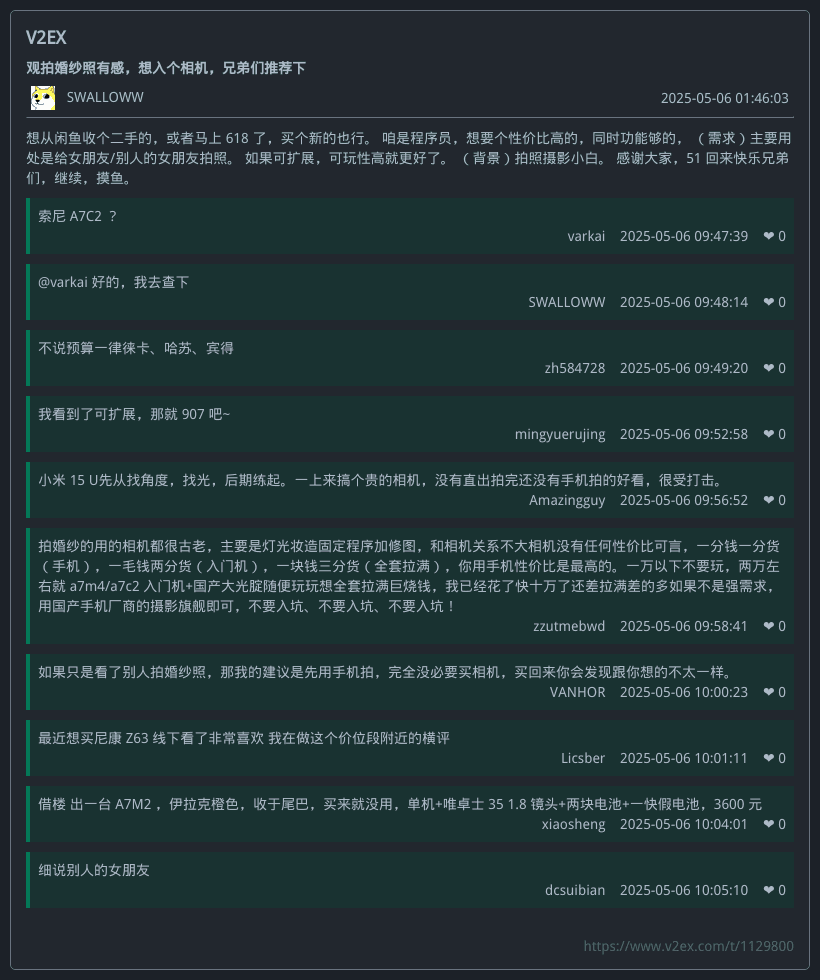 V2EX
观拍婚纱照有感，想入个相机，兄弟们推荐下
SWALLOWW 2025-05-06 01:46:03
想从闲鱼收个二手的，或者马上 618 了，买个新的也行。 咱是程序员，想要个性价比高的，同时功能够的，（需求）主要用
处是给女朋友/别人的女朋友拍照。 如果可扩展，可玩性高就更好了。（背景）拍照摄影小白。 感谢大家，51 回来快乐兄弟
们，继续，摸鱼。
索尼 A7C2 ？
varkai 2025-05-06 09:47:39 ❤ 0
@varkai 好的，我去查下
SWALLOWW 2025-05-06 09:48:14 ❤ 0
不说预算一律徕卡、哈苏、宾得
zh584728 2025-05-06 09:49:20 ❤ 0
我看到了可扩展，那就 907 吧~
mingyuerujing 2025-05-06 09:52:58 ❤ 0
小米 15 U先从找角度，找光，后期练起。一上来搞个贵的相机，没有直出拍完还没有手机拍的好看，很受打击。
Amazingguy 2025-05-06 09:56:52 ❤ 0
拍婚纱的用的相机都很古老，主要是灯光妆造固定程序加修图，和相机关系不大相机没有任何性价比可言，一分钱一分货
（手机），一毛钱两分货（入门机），一块钱三分货（全套拉满），你用手机性价比是最高的。一万以下不要玩，两万左
右就 a7m4/a7c2 入门机+国产大光腚随便玩玩想全套拉满巨烧钱，我已经花了快十万了还差拉满差的多如果不是强需求，
用国产手机厂商的摄影旗舰即可，不要入坑、不要入坑、不要入坑！
zzutmebwd 2025-05-06 09:58:41 ❤ 0
如果只是看了别人拍婚纱照，那我的建议是先用手机拍，完全没必要买相机，买回来你会发现跟你想的不太一样。
VANHOR 2025-05-06 10:00:23 ❤ 0
最近想买尼康 Z63 线下看了非常喜欢 我在做这个价位段附近的横评
Licsber 2025-05-06 10:01:11 ❤ 0
借楼 出一台 A7M2 ，伊拉克橙色，收于尾巴，买来就没用，单机+唯卓士 35 1.8 镜头+两块电池+一快假电池，3600 元
xiaosheng 2025-05-06 10:04:01 ❤ 0
细说别人的女朋友
dcsuibian 2025-05-06 10:05:10 ❤ 0
https://www.v2ex.com/t/1129800